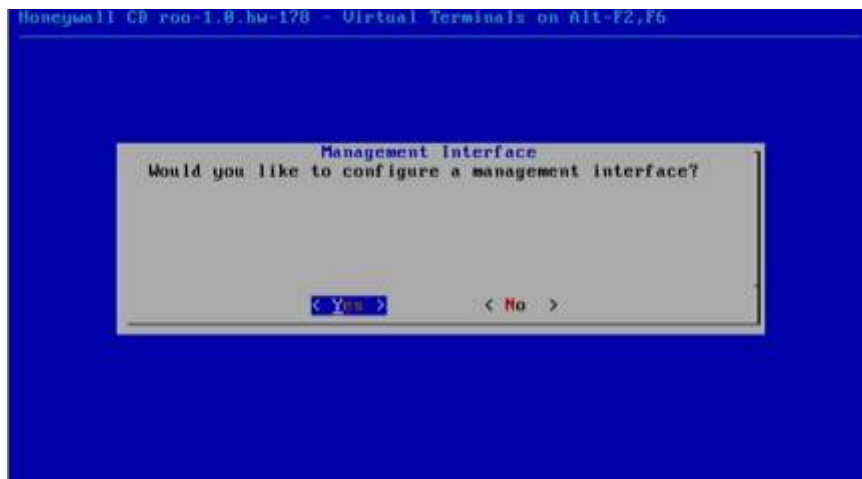 Honeywall CD roo-1.0.hw-178 - Virtual Terminals on Alt-F2,F6
Management Interface
Would you like to configure a management interface?
< Yes > < No >